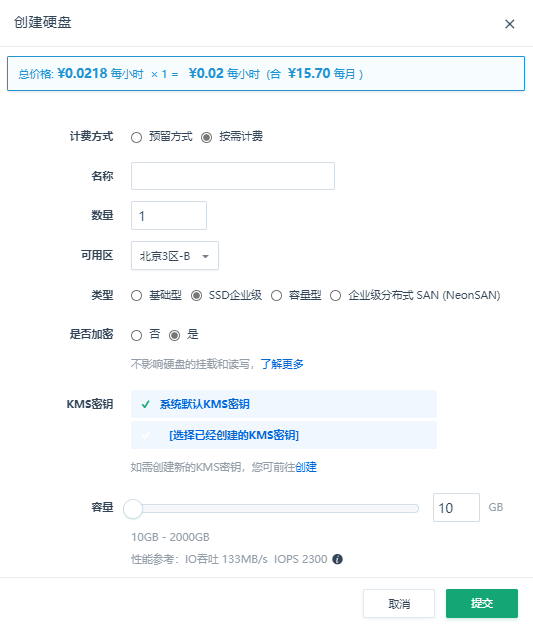 创建硬盘
总价格: ¥0.0218 每小时 × 1 = ¥0.02 每小时 (合 ¥15.70 每月 )
计费方式 预留方式 按需计费
名称
数量 1
可用区 北京3区-B
类型 基础型 SSD企业级 容量型 企业级分布式 SAN (NeonSAN)
是否加密 否 是
不影响硬盘的挂载和读写，了解更多
KMS密钥 系统默认KMS密钥
[选择已经创建的KMS密钥]
如需创建新的KMS密钥，您可前往创建
容量 10 GB
10GB - 2000GB
性能参考：IO吞吐 133MB/s IOPS 2300
取消 提交